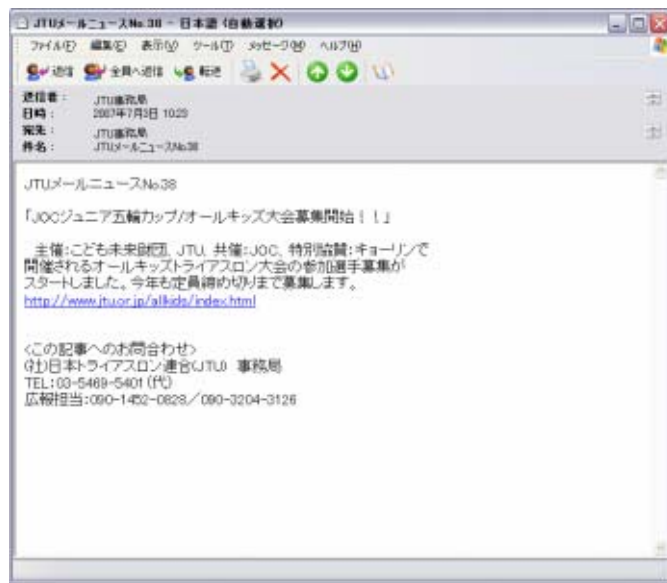 JTUメールニュースNo.38 - 日本語 (自動選択)
ファイル(F) 編集(E) 表示(V) ツール(T) メッセージ(M) ヘルプ(H)
返信 全員へ返信 転送
送信者： JTU事務局
日時： 2007年7月3日 10:23
宛先： JTU事務局
件名： JTUメールニュースNo.38
JTUメールニュースNo.38
「JOCジュニア五輪カップ/オールキッズ大会募集開始！！」
主催:こども未来財団、JTU、共催:JOC、特別協賛:キョーリンで
開催されるオールキッズトライアスロン大会の参加選手募集が
スタートしました。今年も定員締め切りまで募集します。
http://www.jtu.or.jp/allkids/index.html
<この記事へのお問合わせ>
(社)日本トライアスロン連合(JTU) 事務局
TEL:03-5469-5401(代)
広報担当:090-1452-0828／090-3204-3126